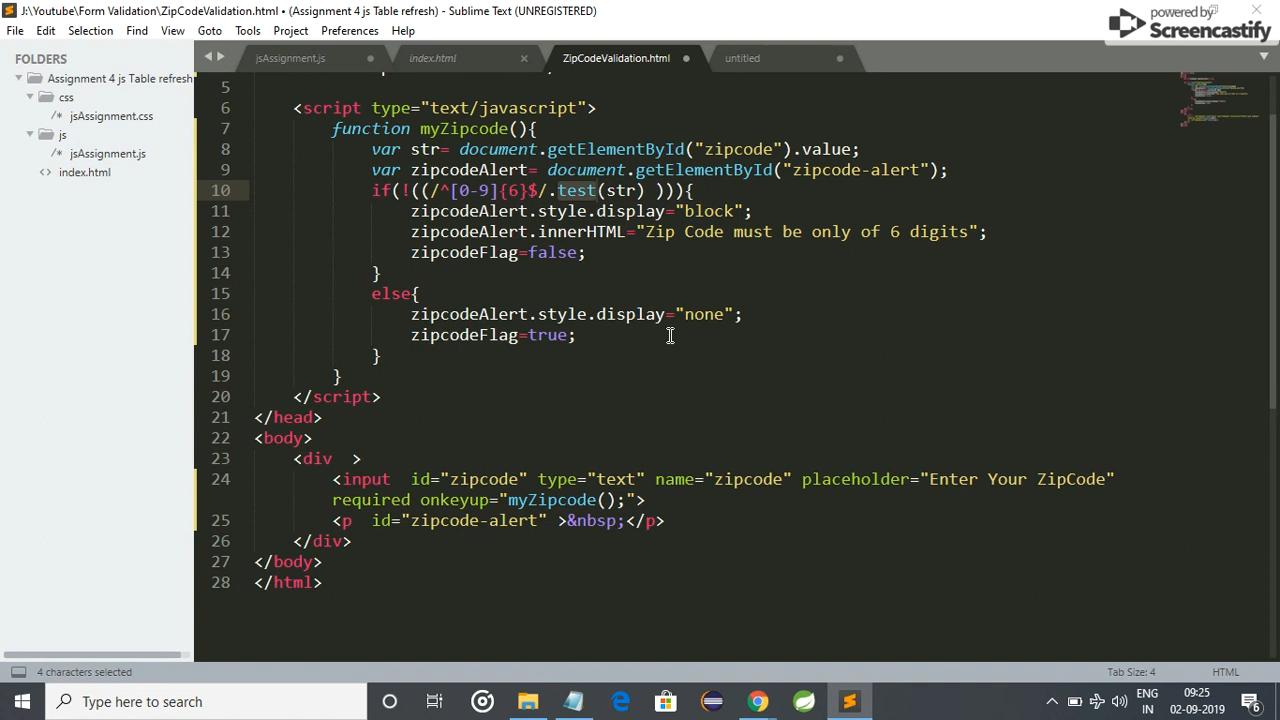 J:\Youtube\Form Validation\ZipCodeValidation.html • (Assignment 4 js Table refresh) - Sublime Text (UNREGISTERED)
File Edit Selection Find View Goto Tools Project Preferences Help
powered by
Screencastify
FOLDERS
Assignment 4 js Table refresh
css
/* jsAssignment.css
js
/* jsAssignment.js
<> index.html
jsAssignment.js index.html ZipCodeValidation.html untitled
5
6 <script type="text/javascript">
7 function myZipcode(){
8 var str= document.getElementById("zipcode").value;
9 var zipcodeAlert= document.getElementById("zipcode-alert");
10 if(!((/^[0-9]{6}$/.test(str) ))){
11 zipcodeAlert.style.display="block";
12 zipcodeAlert.innerHTML="Zip Code must be only of 6 digits";
13 zipcodeFlag=false;
14 }
15 else{
16 zipcodeAlert.style.display="none";
17 zipcodeFlag=true;
18 }
19 }
20 </script>
21 </head>
22 <body>
23 <div  >
24 <input  id="zipcode" type="text" name="zipcode" placeholder="Enter Your ZipCode"
required onkeyup="myZipcode();">
25 <p  id="zipcode-alert" >&nbsp;</p>
26 </div>
27 </body>
28 </html>
4 characters selected
Tab Size: 4 HTML
Type here to search
ENG
IN
09:25
02-09-2019
6